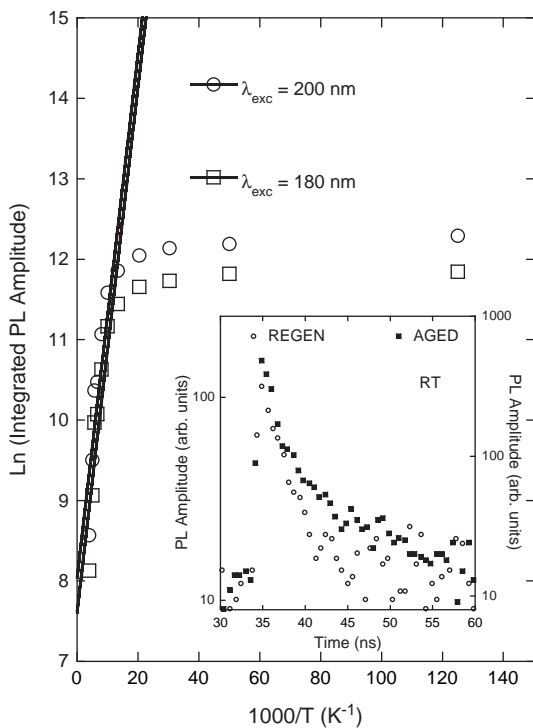 15
14
13
12
11
10
9
8
7
Ln (Integrated PL Amplitude)
λexc = 200 nm
λexc = 180 nm
0 20 40 60 80 100 120 140
1000/T (K-1)
REGEN AGED
RT
100
10
PL Amplitude (arb. units)
1000
100
10
PL Amplitude (arb. units)
30 35 40 45 50 55 60
Time (ns)